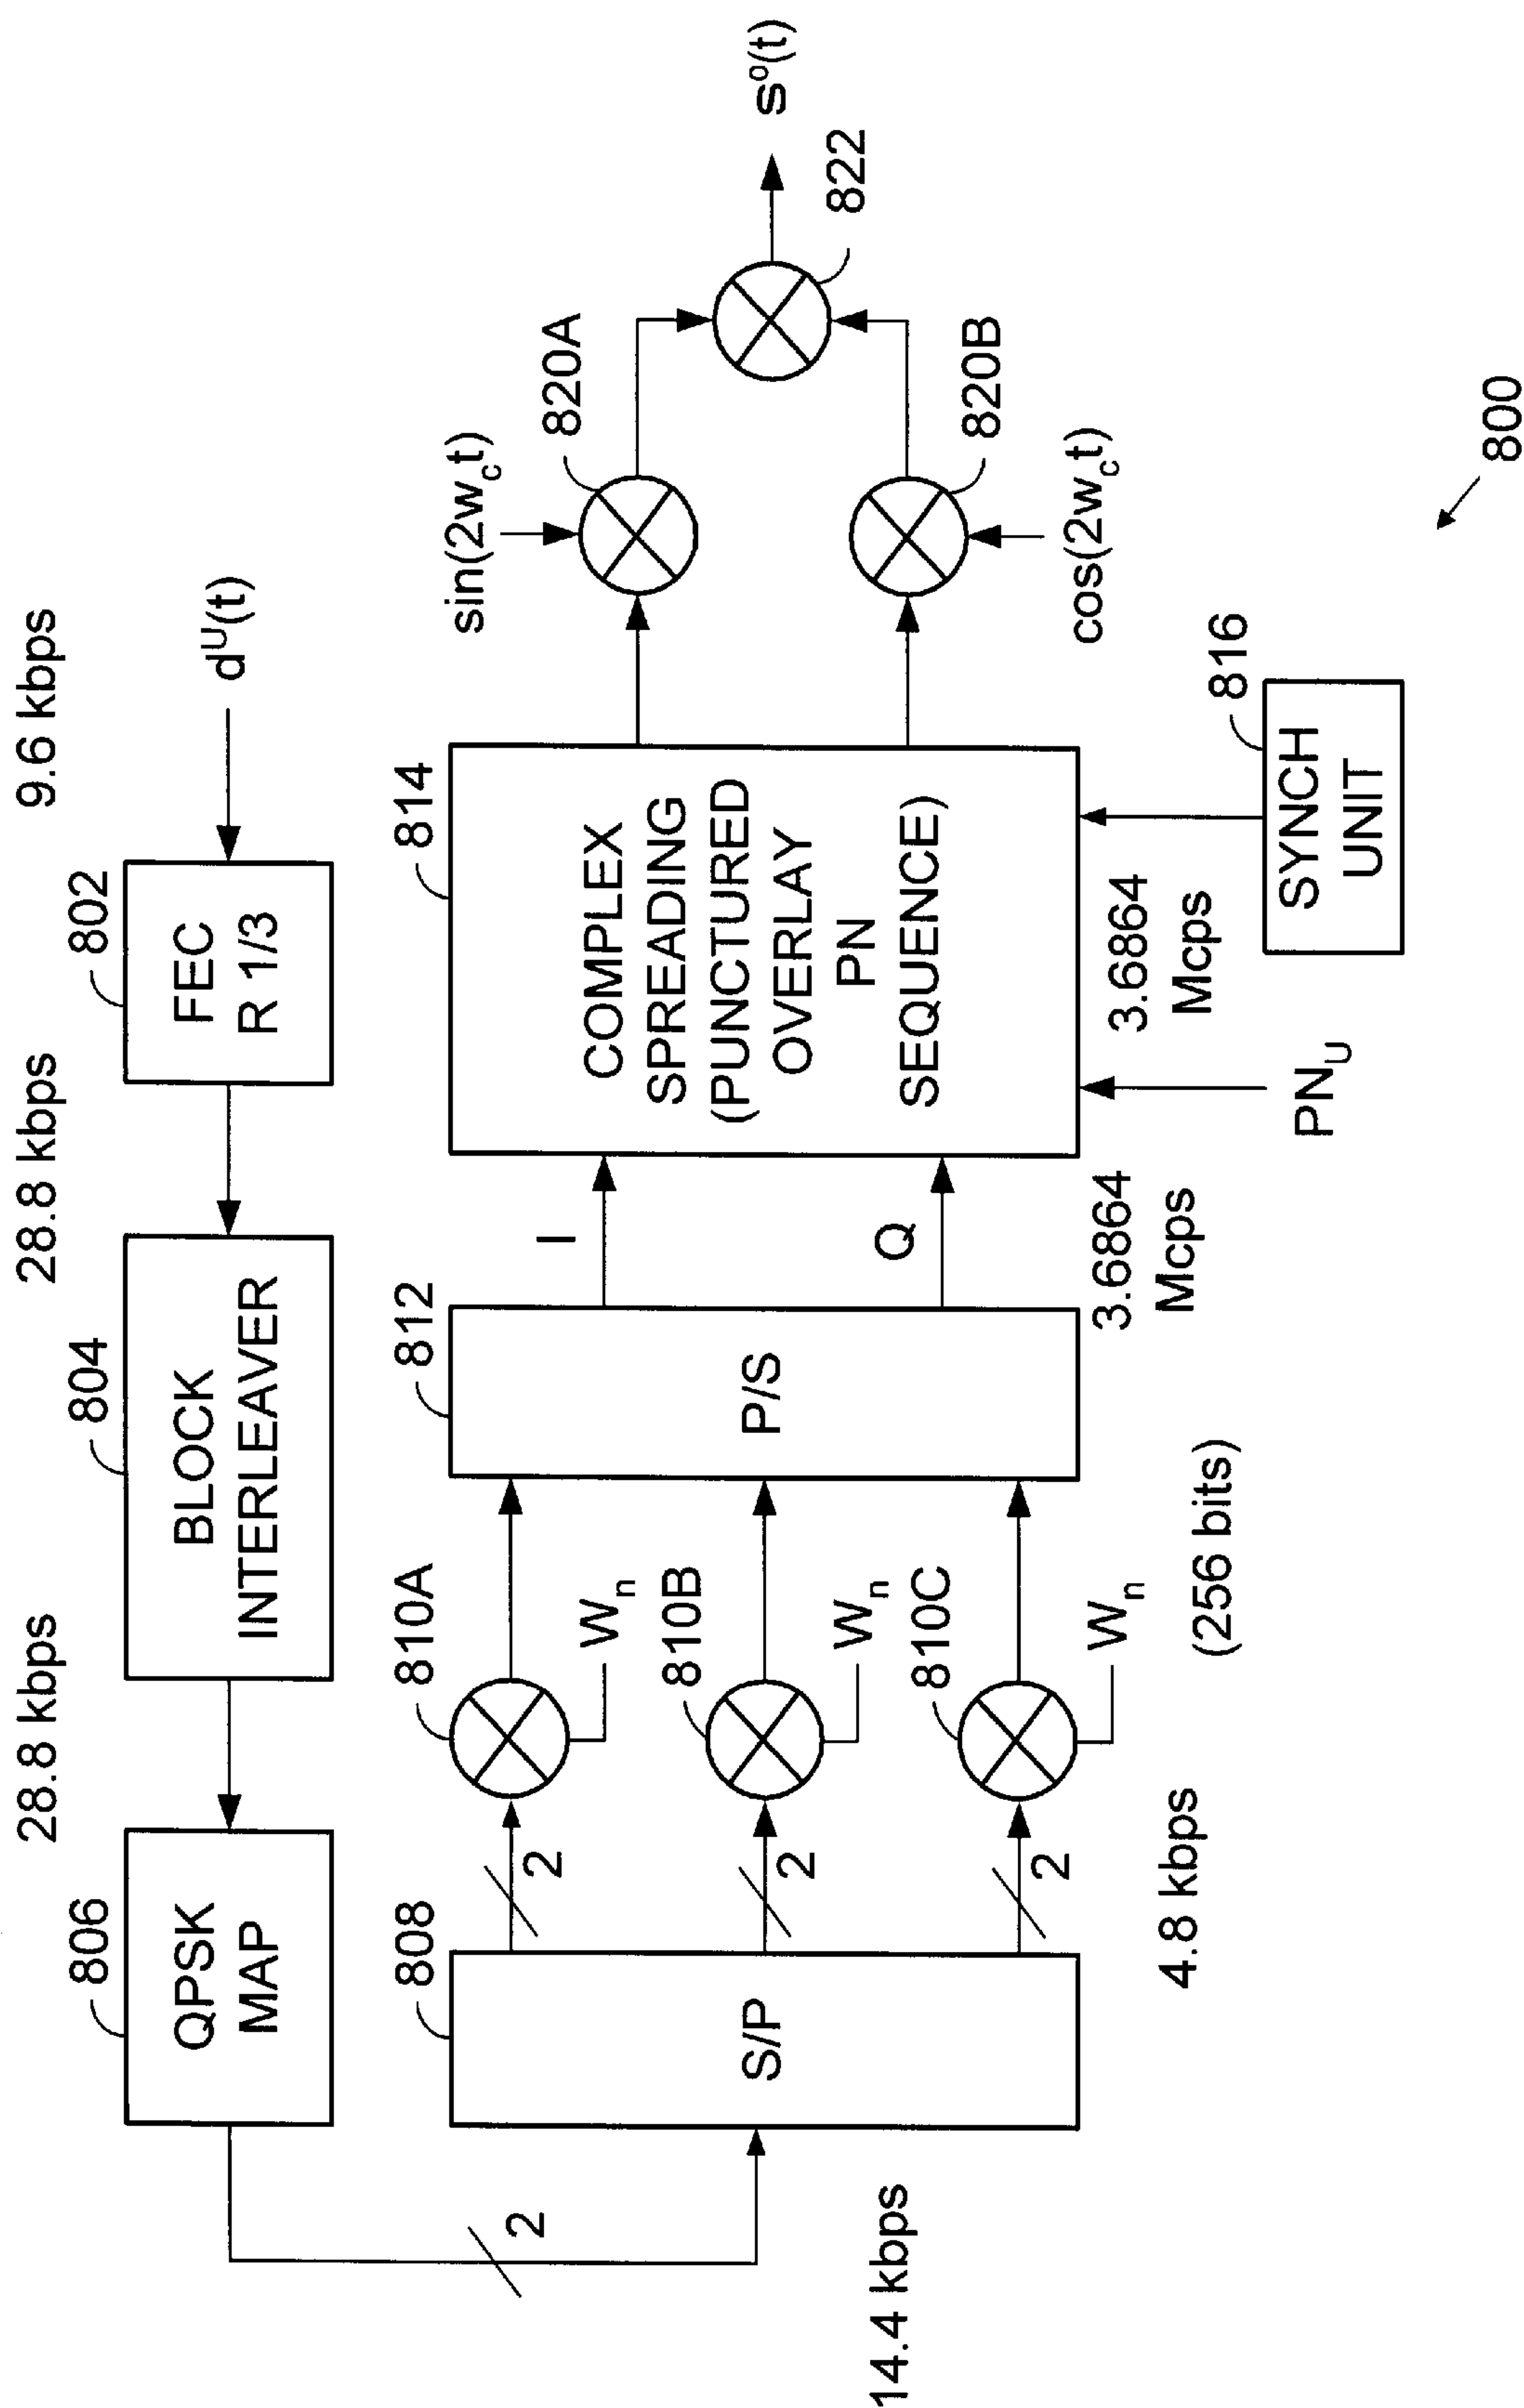 9.6 kbps
28.8 kbps
28.8 kbps
d^U(t)
802
FEC
R 1/3
804
BLOCK
INTERLEAVER
806
QPSK
MAP
2
14.4 kbps
808
S/P
2
2
2
4.8 kbps
810A
W_n
810B
W_n
810C
W_n
(256 bits)
812
P/S
I
Q
3.6864
Mcps
814
COMPLEX
SPREADING
(PUNCTURED
OVERLAY
PN
SEQUENCE)
PN_U
3.6864
Mcps
816
SYNCH
UNIT
sin(2w_ct)
820A
820B
cos(2w_ct)
822
s^o(t)
800